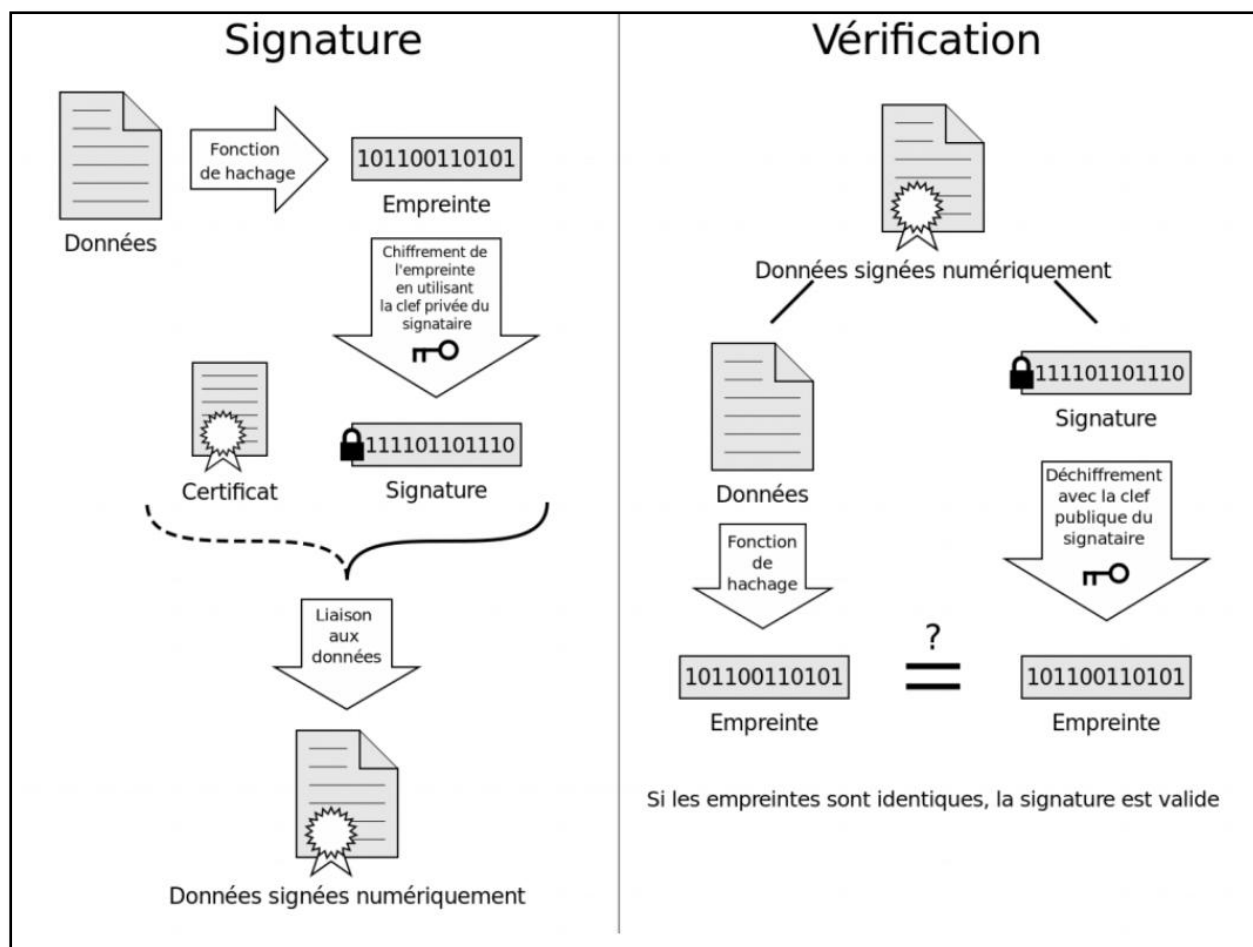 Signature
Fonction
de hachage
101100110101
Empreinte
Données
Chiffrement de
l'empreinte
en utilisant
la clef privée du
signataire
111101101110
Certificat
Signature
Liaison
aux
données
Données signées numériquement
Vérification
Données signées numériquement
111101101110
Signature
Données
Déchiffrement
avec la clef
publique du
signataire
Fonction
de
hachage
?
=
101100110101
101100110101
Empreinte
Empreinte
Si les empreintes sont identiques, la signature est valide